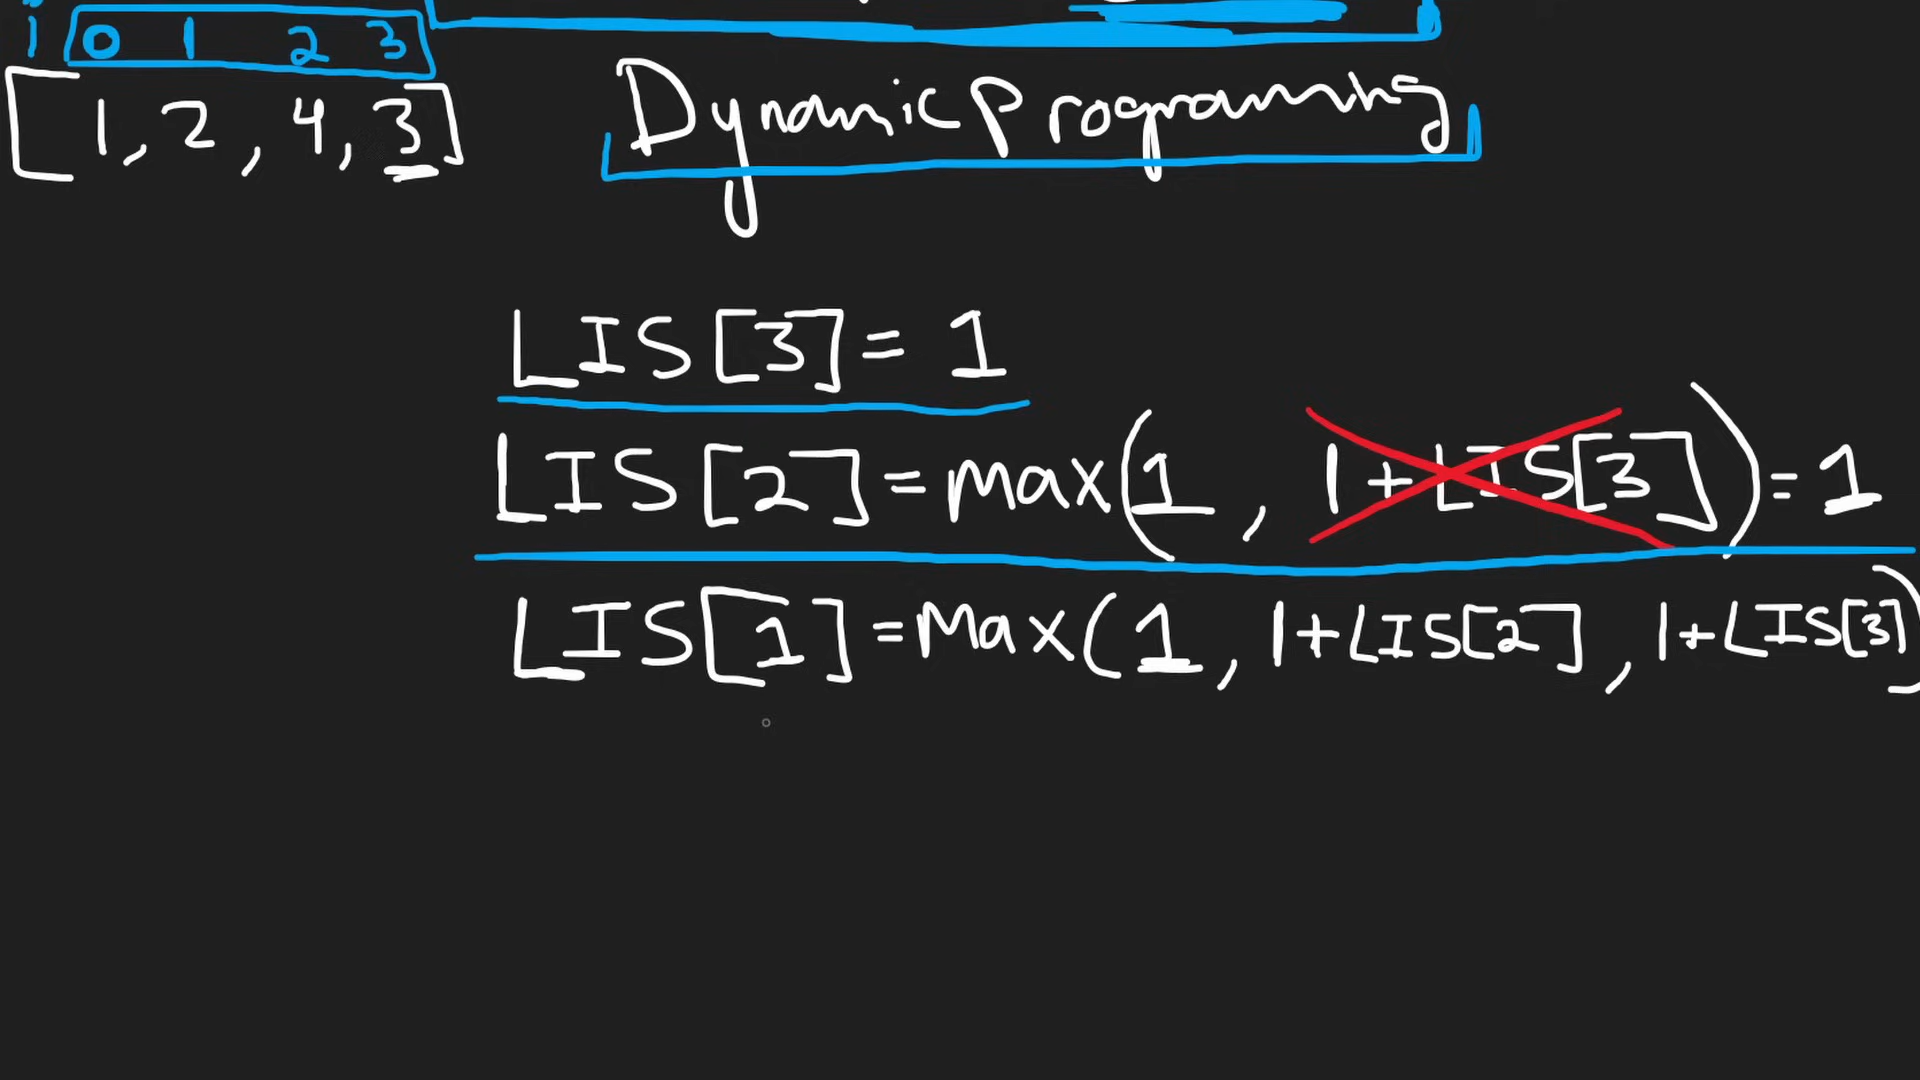 i 0 1 2 3
[1, 2, 4, 3]
Dynamic Programing
LIS[3] = 1
LIS[2] = max(1, 1+LIS[3]) = 1
LIS[1] = Max(1, 1+LIS[2], 1+LIS[3])